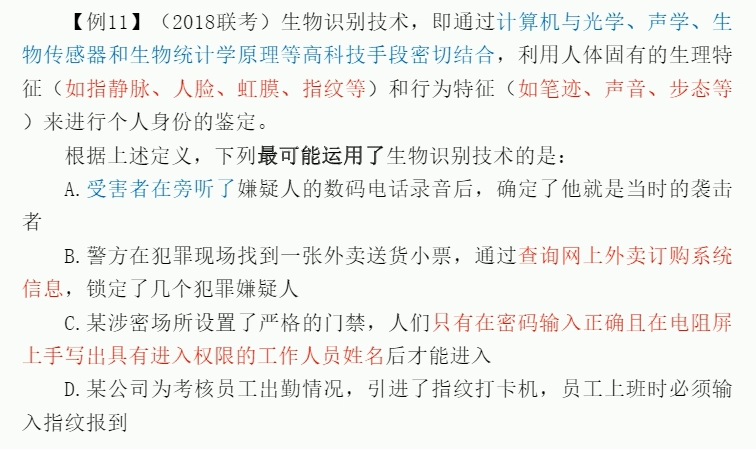 【例11】（2018联考）生物识别技术，即通过计算机与光学、声学、生
物传感器和生物统计学原理等高科技手段密切结合，利用人体固有的生理特
征（如指静脉、人脸、虹膜、指纹等）和行为特征（如笔迹、声音、步态等
）来进行个人身份的鉴定。
根据上述定义，下列最可能运用了生物识别技术的是：
A.受害者在旁听了嫌疑人的数码电话录音后，确定了他就是当时的袭击
者
B.警方在犯罪现场找到一张外卖送货小票，通过查询网上外卖订购系统
信息，锁定了几个犯罪嫌疑人
C.某涉密场所设置了严格的门禁，人们只有在密码输入正确且在电阻屏
上手写出具有进入权限的工作人员姓名后才能进入
D.某公司为考核员工出勤情况，引进了指纹打卡机，员工上班时必须输
入指纹报到